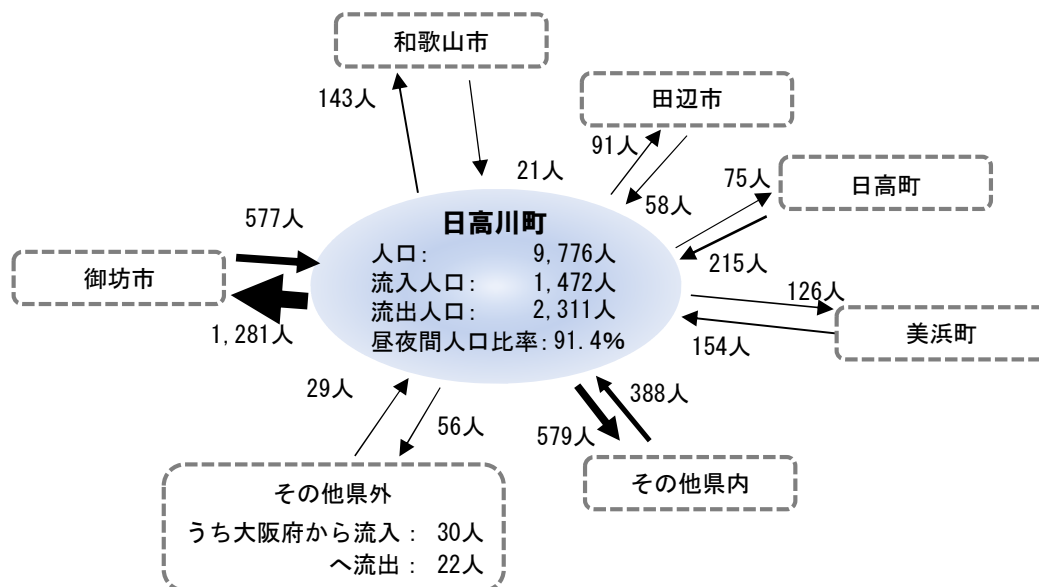 和歌山市
143人
21人
田辺市
91人
58人
日高町
75人
215人
577人
御坊市
1,281人
日高川町
人口： 9,776人
流入人口： 1,472人
流出人口： 2,311人
昼夜間人口比率：91.4%
126人
美浜町
154人
29人
56人
388人
579人
その他県外
うち大阪府から流入： 30人
へ流出： 22人
その他県内